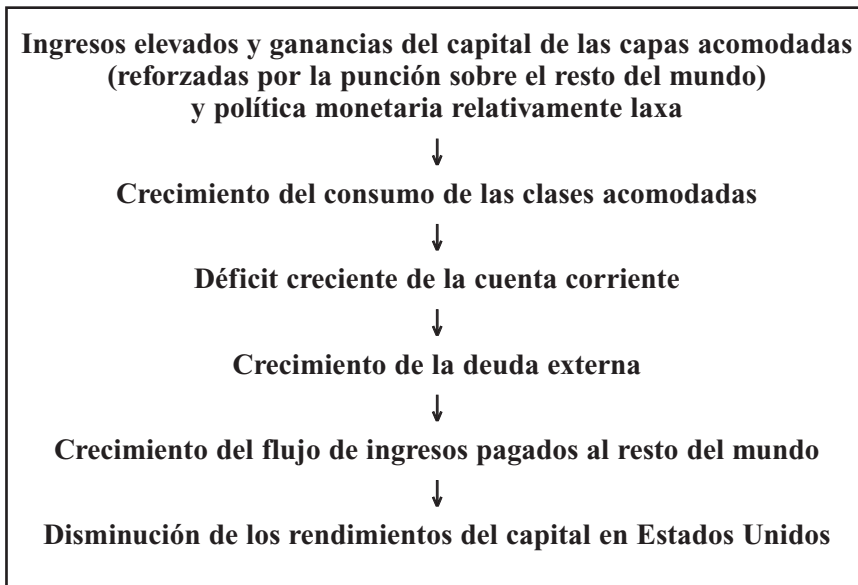 Ingresos elevados y ganancias del capital de las capas acomodadas
(reforzadas por la punción sobre el resto del mundo)
y política monetaria relativamente laxa
↓
Crecimiento del consumo de las clases acomodadas
↓
Déficit creciente de la cuenta corriente
↓
Crecimiento de la deuda externa
↓
Crecimiento del flujo de ingresos pagados al resto del mundo
↓
Disminución de los rendimientos del capital en Estados Unidos